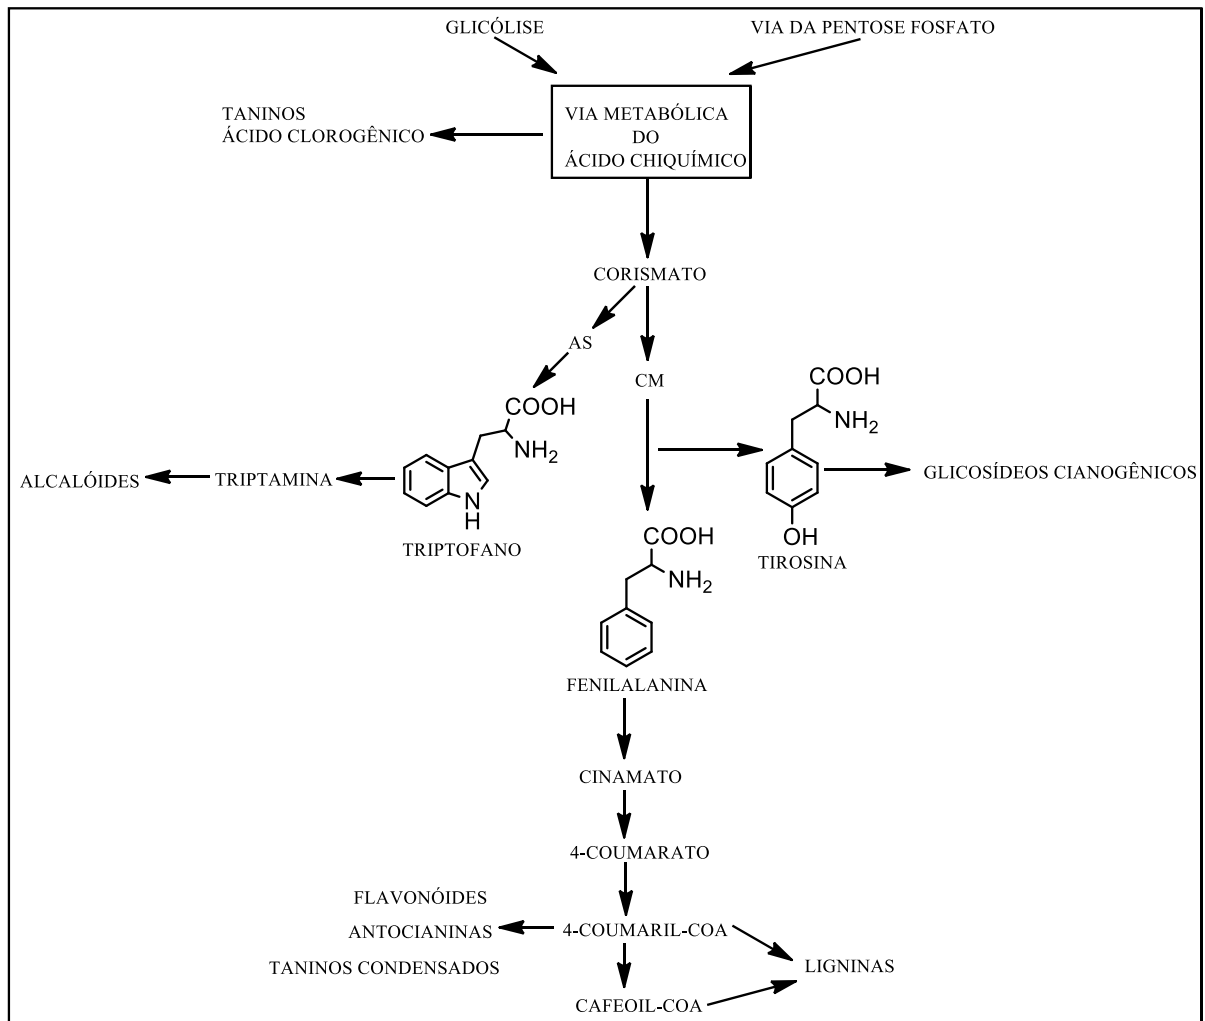 GLICÓLISE
VIA DA PENTOSE FOSFATO
TANINOS
ÁCIDO CLOROGÊNICO
VIA METABÓLICA
DO
ÁCIDO CHIQUÍMICO
CORISMATO
AS
CM
COOH
NH2
N
H
TRIPTOFANO
TRIPTAMINA
ALCALÓIDES
COOH
NH2
OH
TIROSINA
GLICOSÍDEOS CIANOGÊNICOS
COOH
NH2
FENILALANINA
CINAMATO
4-COUMARATO
FLAVONÓIDES
ANTOCIANINAS
TANINOS CONDENSADOS
4-COUMARIL-COA
LIGNINAS
CAFEOIL-COA